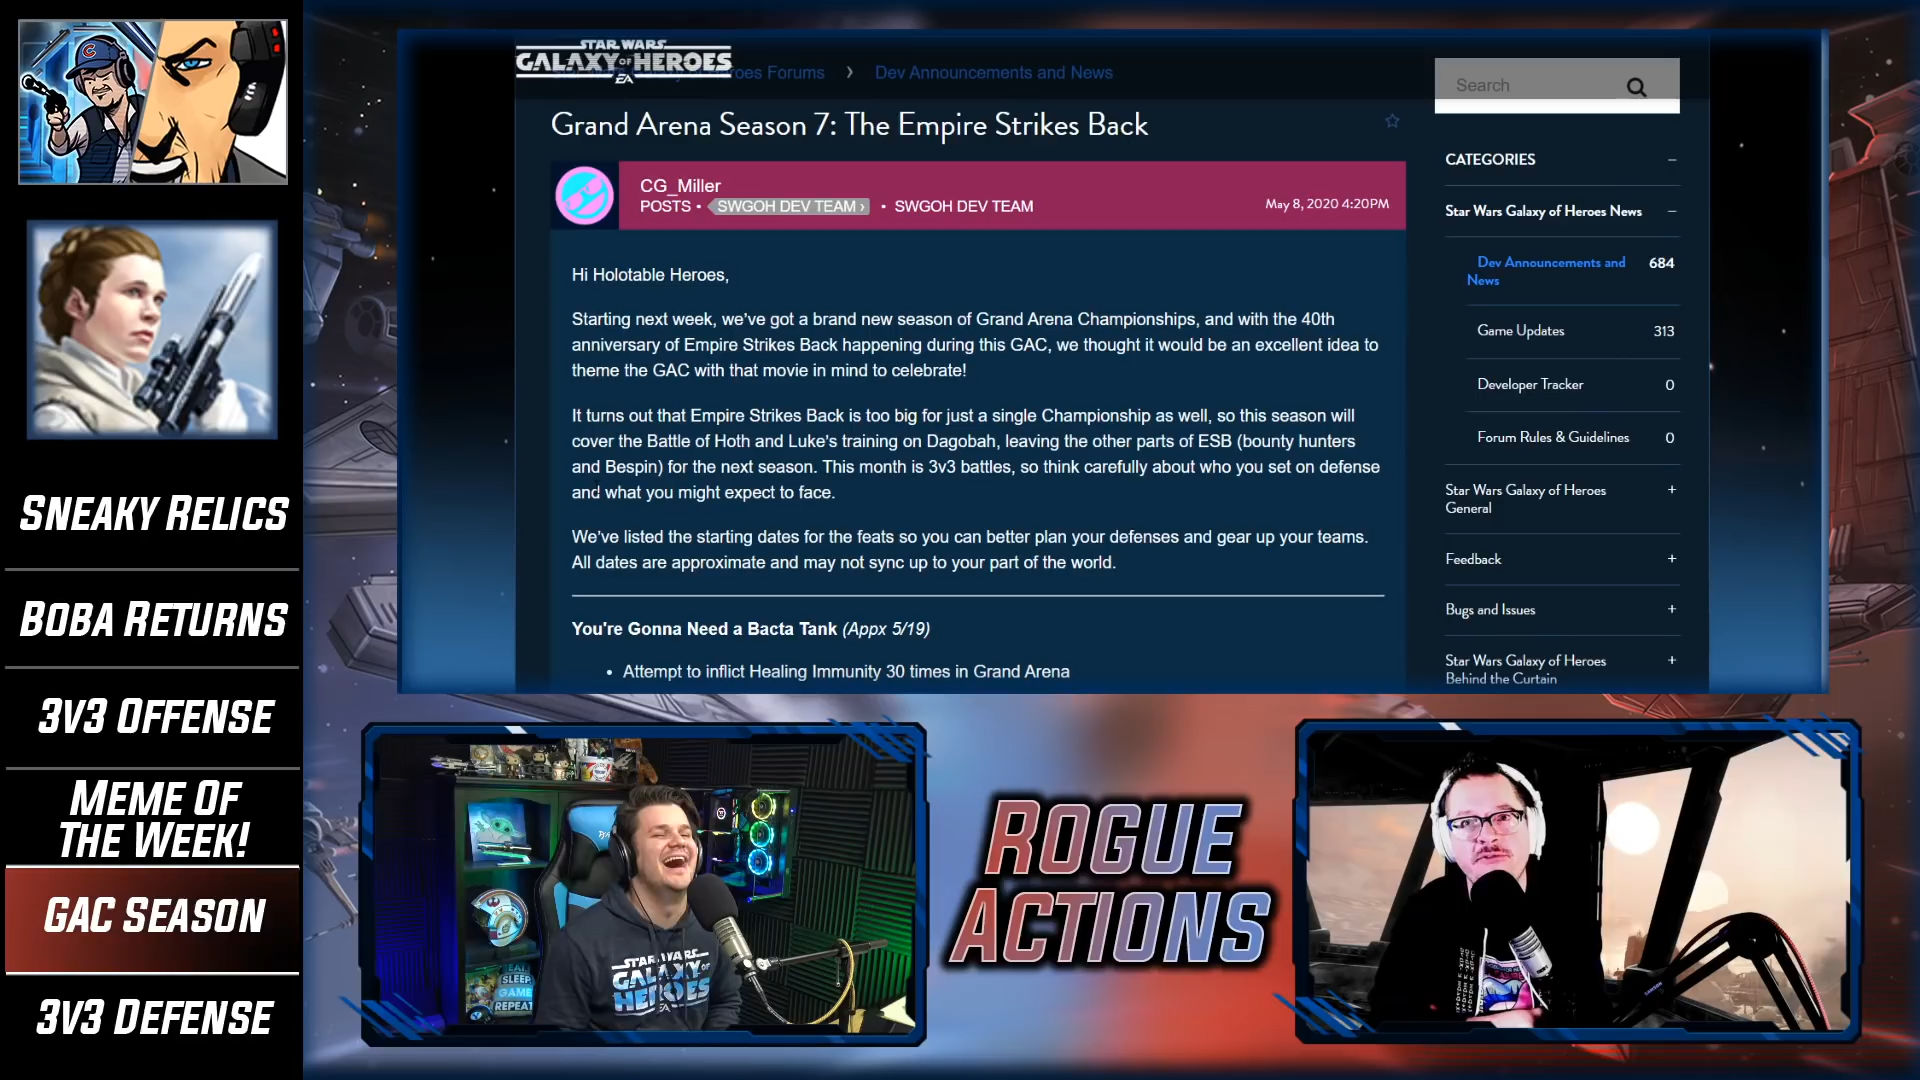 SNEAKY RELICS
BOBA RETURNS
3V3 OFFENSE
MEME OF
THE WEEK!
GAC SEASON
3V3 DEFENSE
STAR WARS
GALAXY OF HEROES
EA
roes Forums › Dev Announcements and News
Search
Grand Arena Season 7: The Empire Strikes Back
CG_Miller
POSTS • SWGOH DEV TEAM › • SWGOH DEV TEAM
May 8, 2020 4:20PM
Hi Holotable Heroes,
Starting next week, we've got a brand new season of Grand Arena Championships, and with the 40th
anniversary of Empire Strikes Back happening during this GAC, we thought it would be an excellent idea to
theme the GAC with that movie in mind to celebrate!
It turns out that Empire Strikes Back is too big for just a single Championship as well, so this season will
cover the Battle of Hoth and Luke's training on Dagobah, leaving the other parts of ESB (bounty hunters
and Bespin) for the next season. This month is 3v3 battles, so think carefully about who you set on defense
and what you might expect to face.
We've listed the starting dates for the feats so you can better plan your defenses and gear up your teams.
All dates are approximate and may not sync up to your part of the world.
You're Gonna Need a Bacta Tank (Appx 5/19)
• Attempt to inflict Healing Immunity 30 times in Grand Arena
CATEGORIES −
Star Wars Galaxy of Heroes News −
Dev Announcements and 684
News
Game Updates 313
Developer Tracker 0
Forum Rules & Guidelines 0
Star Wars Galaxy of Heroes +
General
Feedback +
Bugs and Issues +
Star Wars Galaxy of Heroes +
Behind the Curtain
STAR WARS
GALAXY OF
HEROES
EA
EAT
SLEEP
GAME
REPEAT
ROGUE
ACTIONS